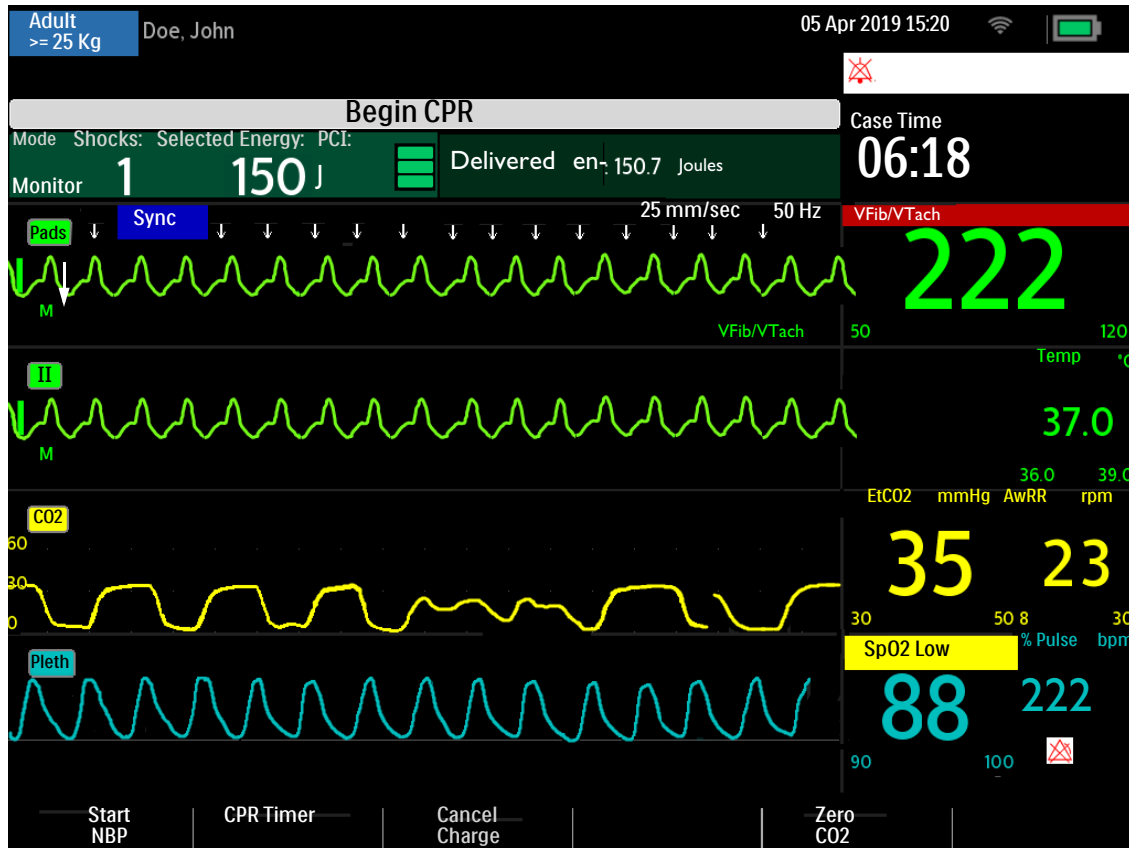 Adult
>= 25 Kg
Doe, John
05 Apr 2019 15:20
Begin CPR
Case Time
06:18
Mode Shocks: Selected Energy: PCI:
Monitor 1 150 J
Delivered en-: 150.7 Joules
Sync
25 mm/sec 50 Hz
VFib/VTach
Pads
222
M
VFib/VTach
50 120
Temp °C
II
37.0
M
36.0 39.0
EtCO2 mmHg AwRR rpm
CO2
60
35 23
30
0
30 50 8 30
SpO2 Low
% Pulse bpm
Pleth
88 222
90 100
Start
NBP
CPR Timer
Cancel
Charge
Zero
CO2